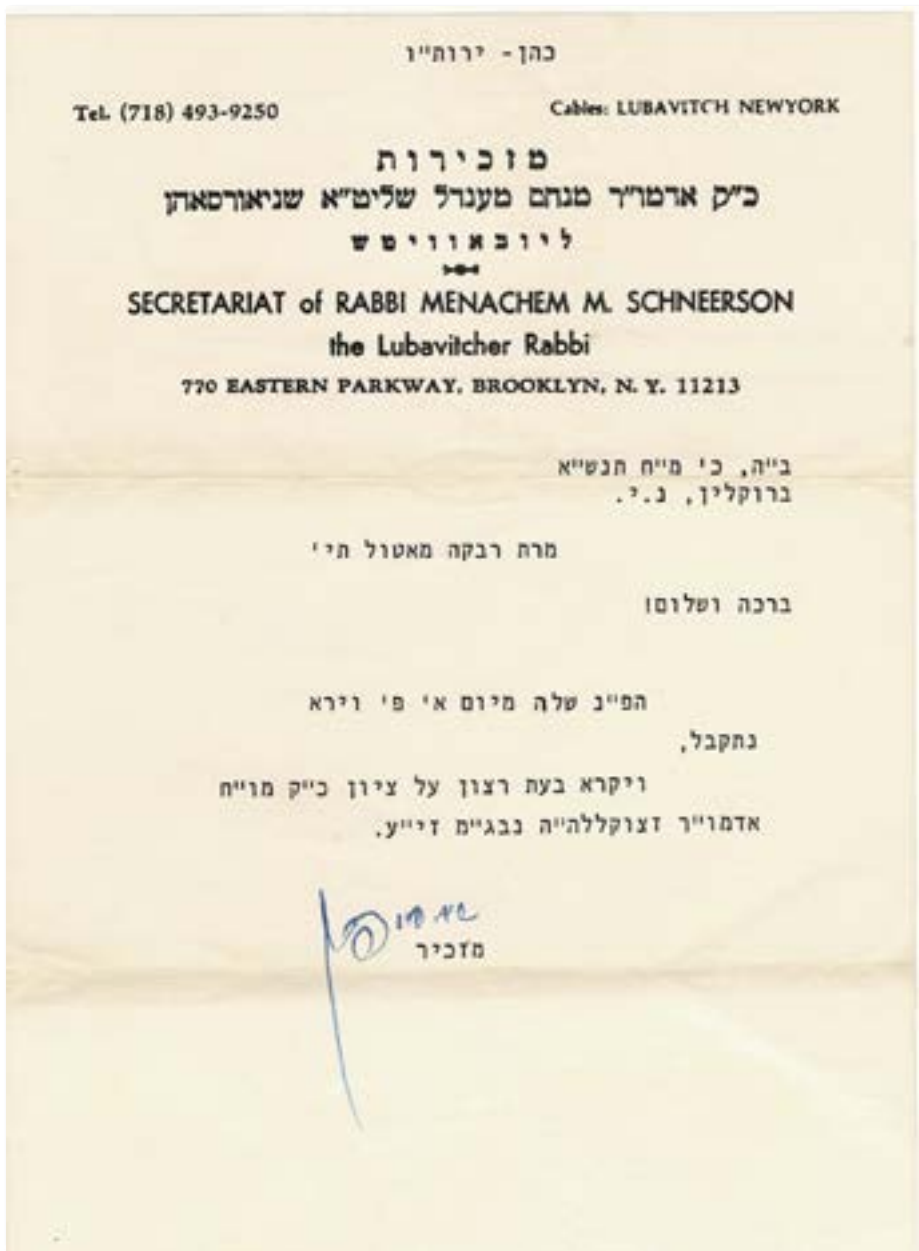 כהן - ירות"ו
Tel. (718) 493-9250 Cables: LUBAVITCH NEWYORK
מזכירות
כ"ק אדמו"ר מנחם מענדל שליט"א שניאורסאהן
ליובאוויטש
SECRETARIAT of RABBI MENACHEM M. SCHNEERSON
the Lubavitcher Rabbi
770 EASTERN PARKWAY, BROOKLYN, N. Y. 11213
ב"ה, כ' מ"ח תנש"א
ברוקלין, נ.י.
מרת רבקה מאטול תי'
ברכה ושלום!
הפ"נ שלה מיום א' פ' וירא
נתקבל,
ויקרא בעת רצון על ציון כ"ק מו"ח
אדמו"ר זצוקללה"ה נבג"מ זי"ע.
מזכיר